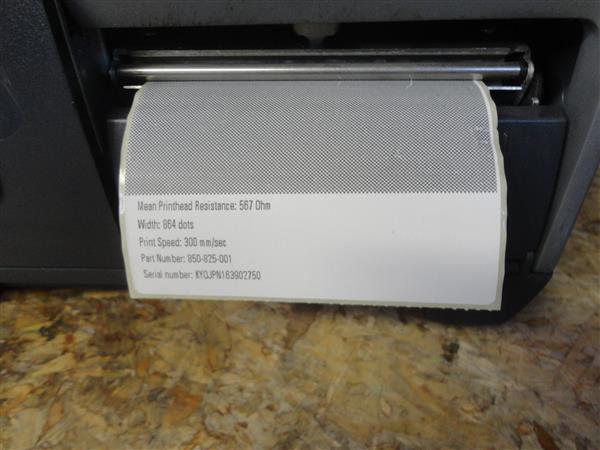 Mean Printhead Resistance: 567 Ohm
Width: 864 dots
Print Speed: 300 mm/sec
Part Number: 850-825-001
Serial number: KYOJPN163902750